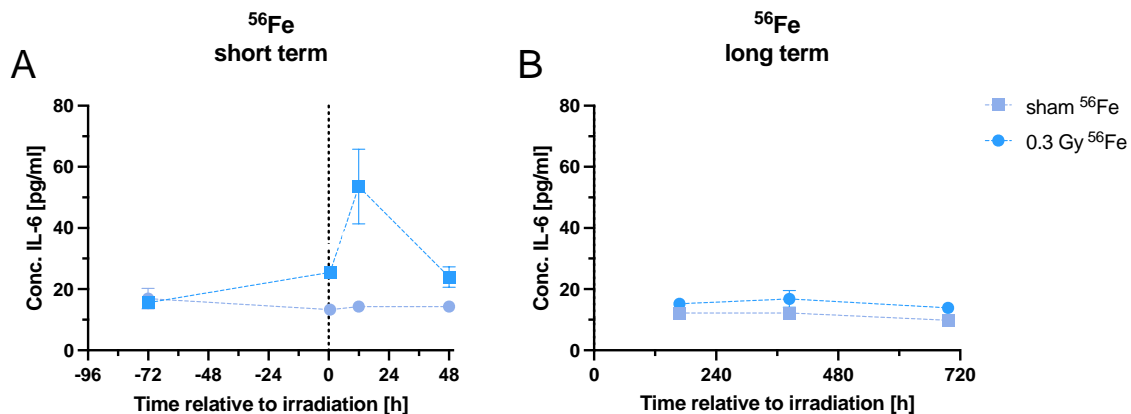 ⁵⁶Fe
short term
A
80
60
40
20
0
Conc. IL-6 [pg/ml]
-96 -72 -48 -24 0 24 48
Time relative to irradiation [h]
⁵⁶Fe
long term
B
80
60
40
20
0
Conc. IL-6 [pg/ml]
0 240 480 720
Time relative to irradiation [h]
sham ⁵⁶Fe
0.3 Gy ⁵⁶Fe